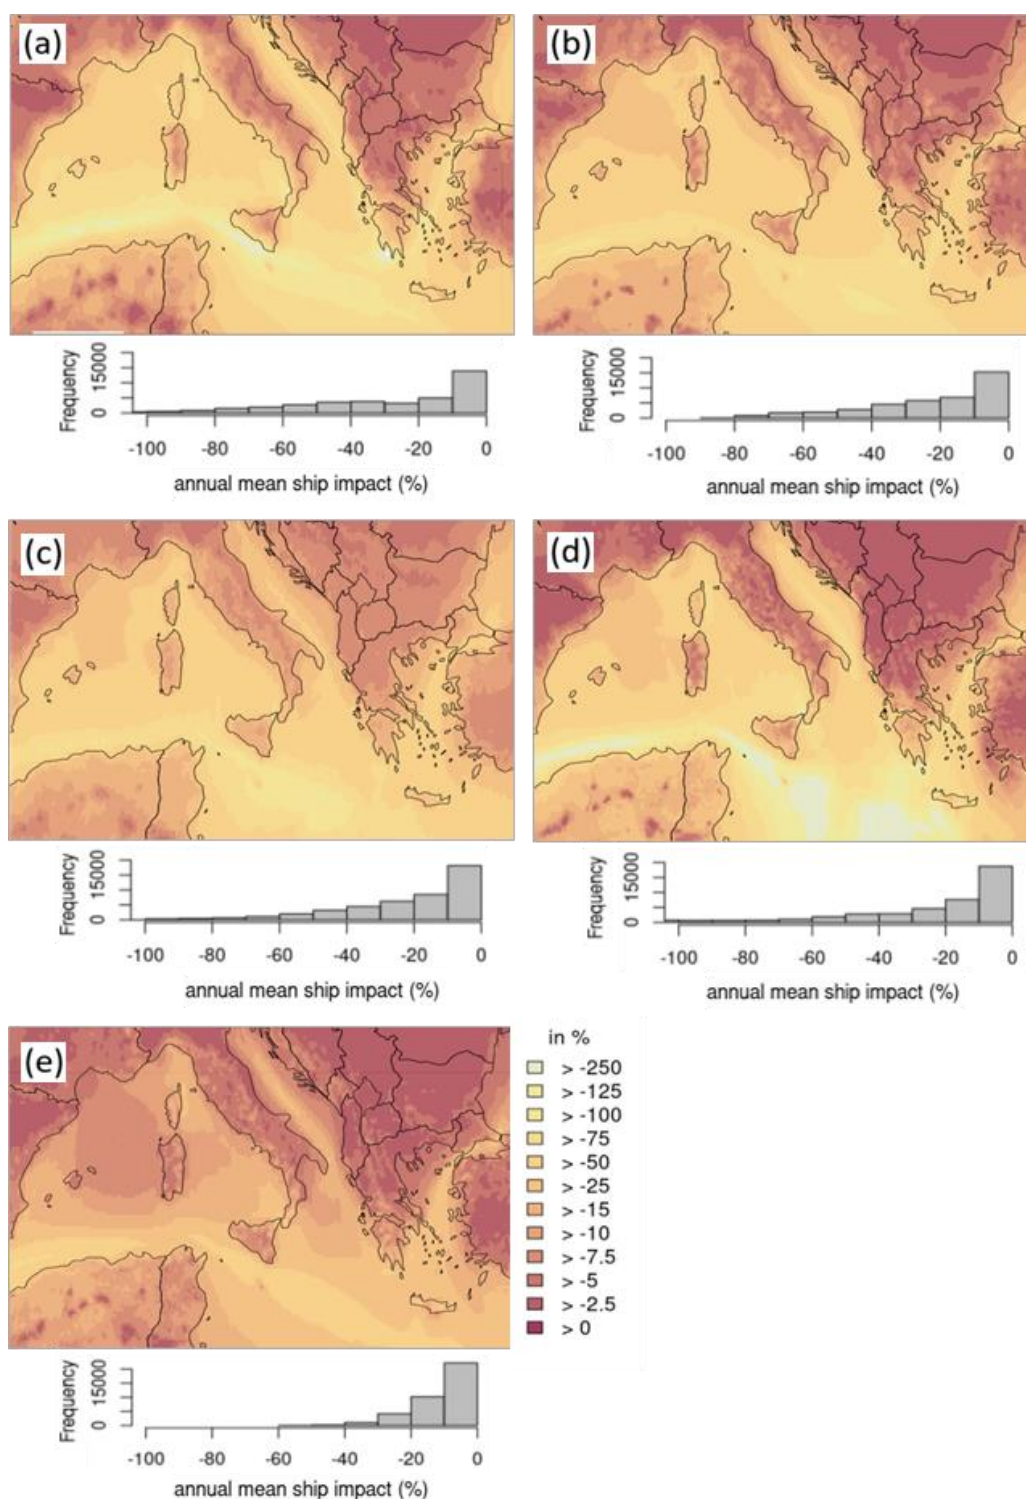 (a)
(b)
Frequency
0 15000
-100 -80 -60 -40 -20 0
annual mean ship impact (%)
Frequency
0 15000
-100 -80 -60 -40 -20 0
annual mean ship impact (%)
(c)
(d)
Frequency
0 15000
-100 -80 -60 -40 -20 0
annual mean ship impact (%)
Frequency
0 15000
-100 -80 -60 -40 -20 0
annual mean ship impact (%)
(e)
in %
> -250
> -125
> -100
> -75
> -50
> -25
> -15
> -10
> -7.5
> -5
> -2.5
> 0
Frequency
0 15000
-100 -80 -60 -40 -20 0
annual mean ship impact (%)